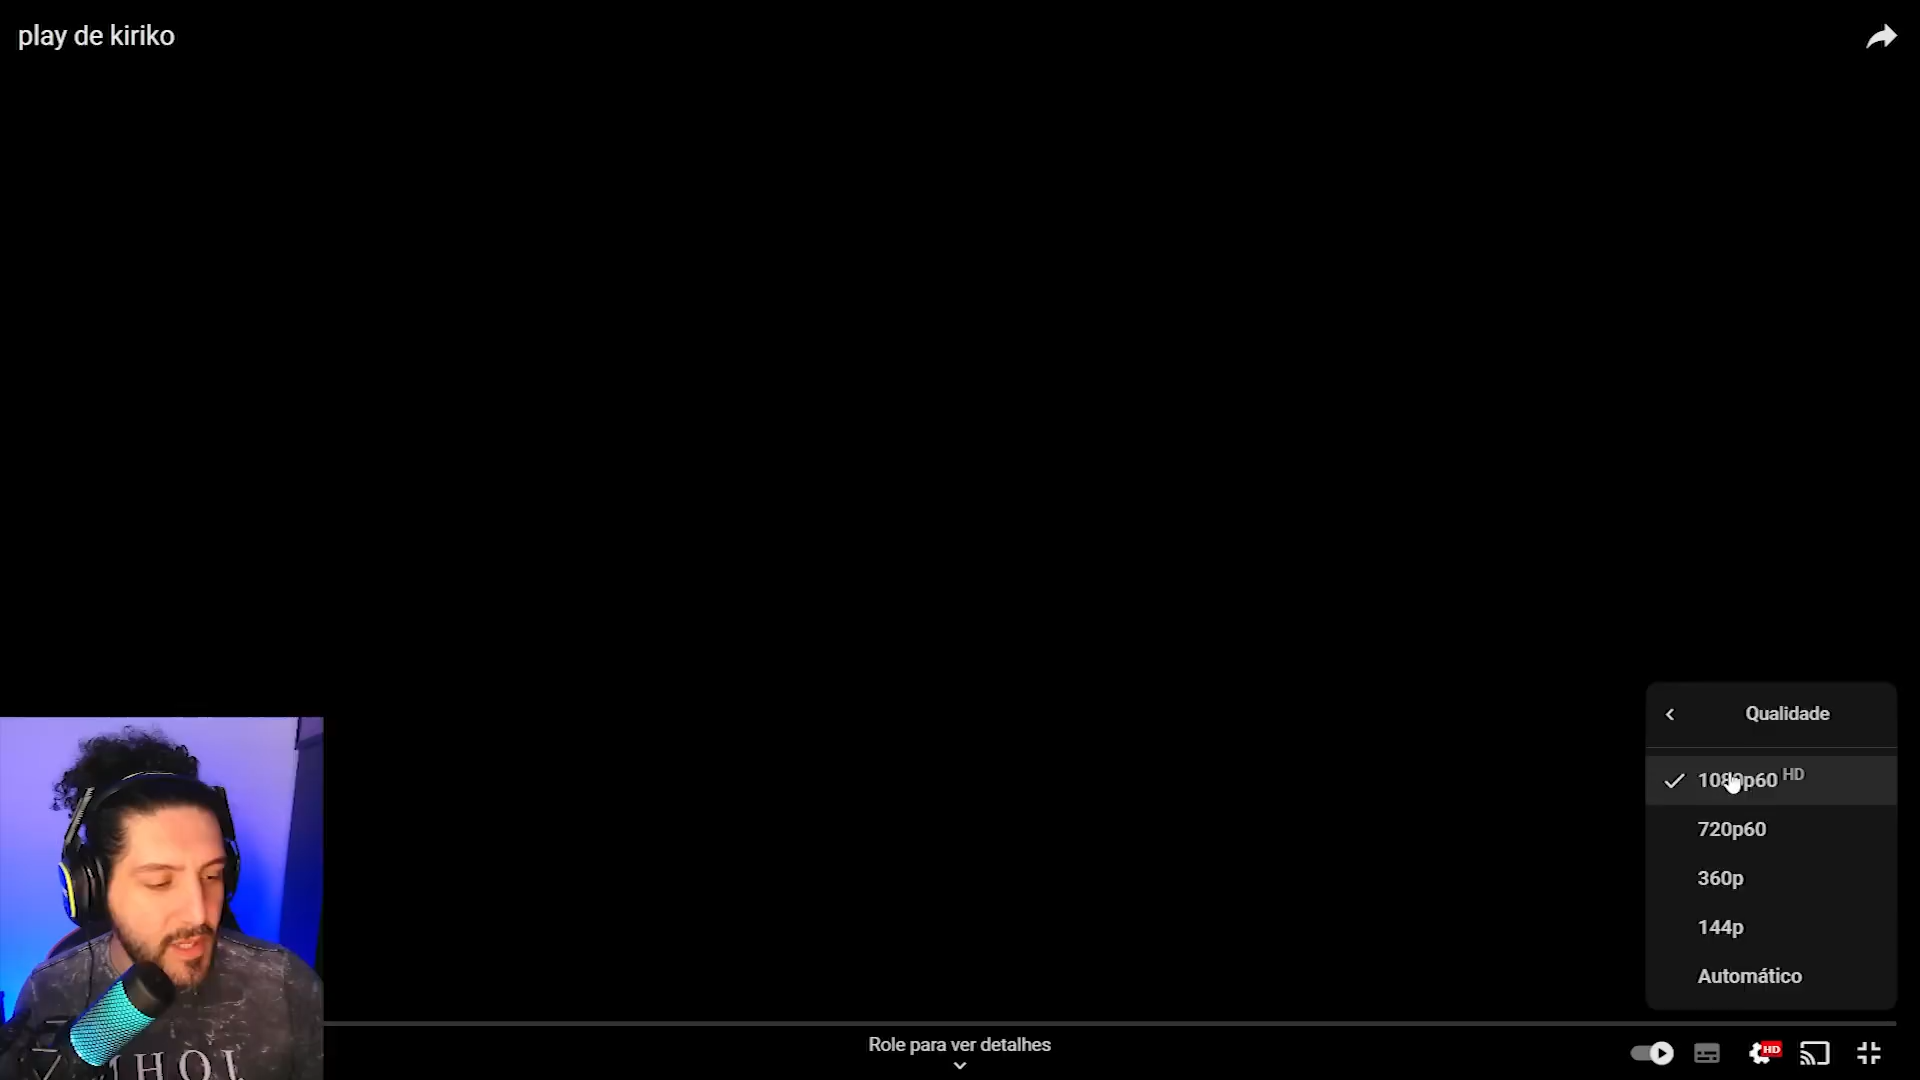 play de kiriko
Qualidade
1080p60 HD
720p60
360p
144p
Automático
Role para ver detalhes
HD